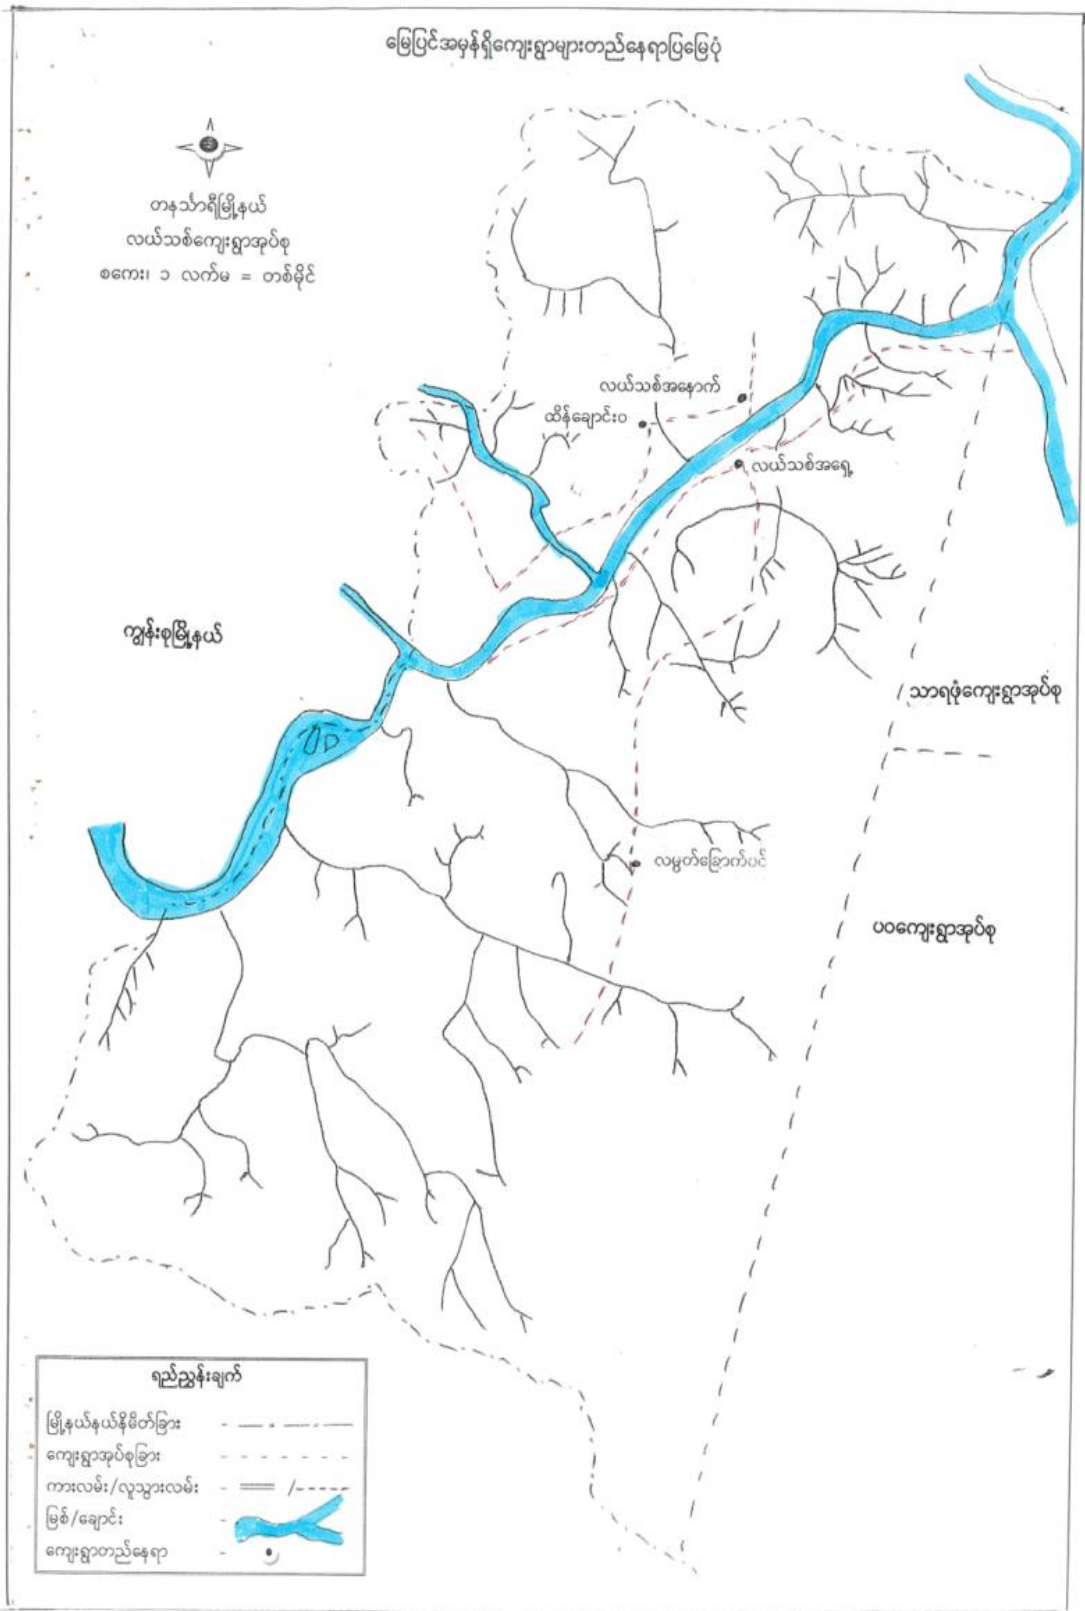 မြေပြင်အမှန်ရှိကျေးရွာများတည်နေရာပြမြေပုံ
တနင်္သာရီမြို့နယ်
လယ်သစ်ကျေးရွာအုပ်စု
စကေး၊ ၁ လက်မ = တစ်မိုင်
လယ်သစ်အနောက်
ထိန်ချောင်းဝ
လယ်သစ်အရှေ့
ကျွန်းစုမြို့နယ်
သာရဖုံကျေးရွာအုပ်စု
လမွတ်ခြောက်ပင်
ပဝကျေးရွာအုပ်စု
ရည်ညွှန်းချက်
မြို့နယ်နယ်နိမိတ်ခြား
ကျေးရွာအုပ်စုခြား
ကားလမ်း/လူသွားလမ်း
မြစ်/ချောင်း
ကျေးရွာတည်နေရာ